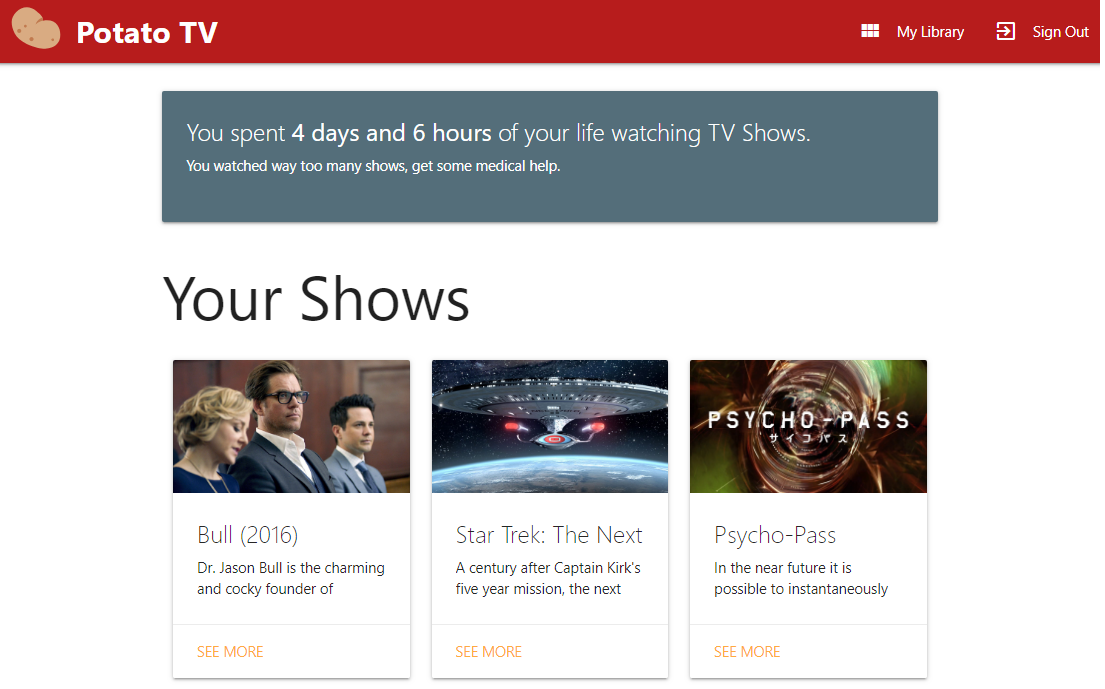 Potato TV
My Library
Sign Out
You spent 4 days and 6 hours of your life watching TV Shows.
You watched way too many shows, get some medical help.
Your Shows
PSYCHO-PASS
サイコパス
Bull (2016)
Dr. Jason Bull is the charming
and cocky founder of
SEE MORE
Star Trek: The Next
A century after Captain Kirk's
five year mission, the next
SEE MORE
Psycho-Pass
In the near future it is
possible to instantaneously
SEE MORE